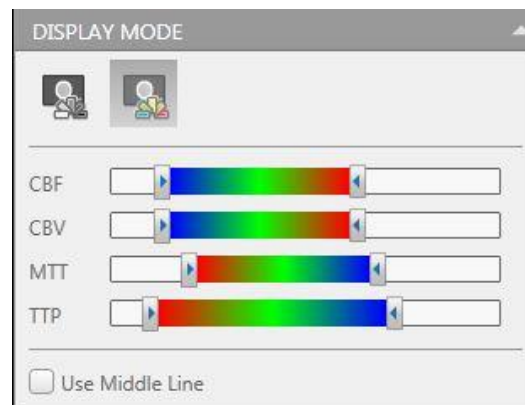 DISPLAY MODE
CBF
CBV
MTT
TTP
Use Middle Line